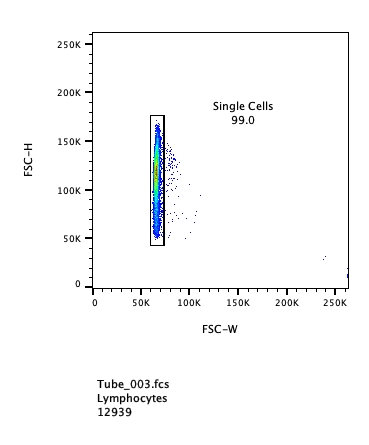 250K
200K
FSC-H
150K
100K
50K
0
Single Cells
99.0
0 50K 100K 150K 200K 250K
FSC-W
Tube_003.fcs
Lymphocytes
12939